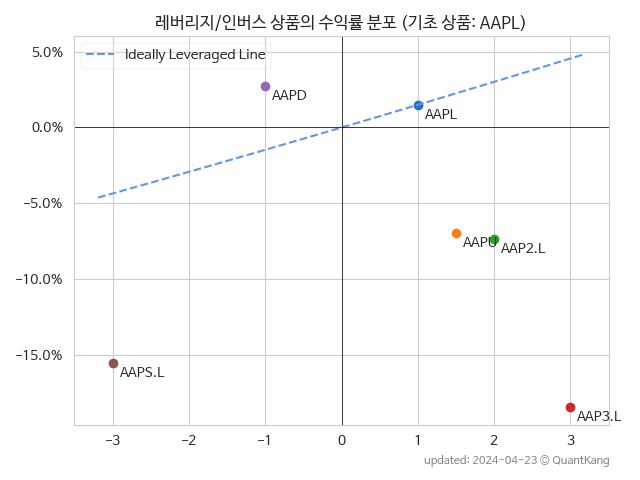 레버리지/인버스 상품의 수익률 분포 (기초 상품: AAPL)
5.0%
0.0%
−5.0%
−10.0%
−15.0%
Ideally Leveraged Line
AAPD
AAPL
AAPU
AAP2.L
AAPS.L
AAP3.L
−3
−2
−1
0
1
2
3
updated: 2024-04-23 © QuantKang